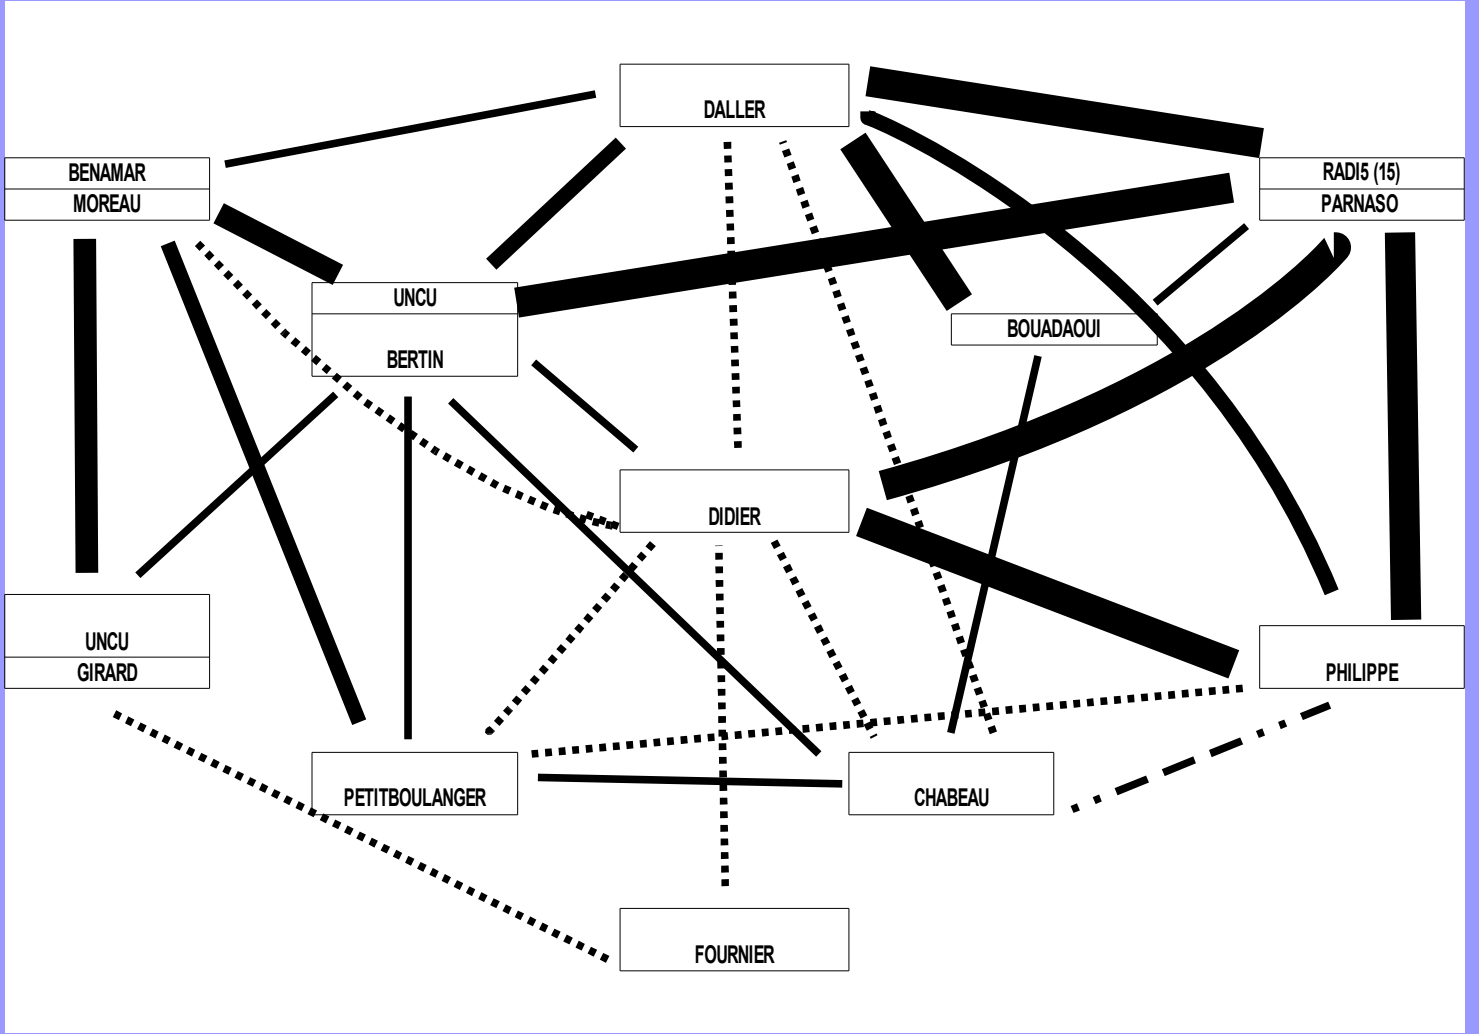 DALLER
BENAMAR
MOREAU
RADI5 (15)
PARNASO
UNCU
BERTIN
BOUADAOUI
DIDIER
UNCU
GIRARD
PHILIPPE
PETITBOULANGER
CHABEAU
FOURNIER